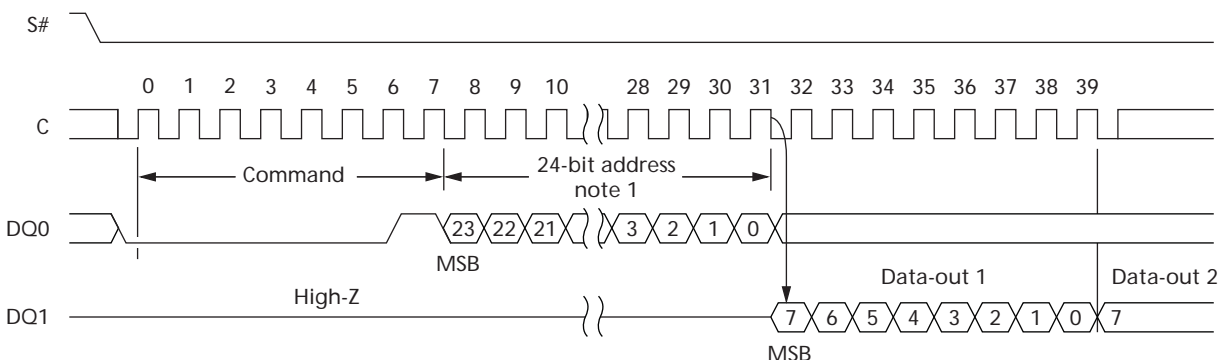 S#
0 1 2 3 4 5 6 7 8 9 10 28 29 30 31 32 33 34 35 36 37 38 39
C
Command
24-bit address
note 1
DQ0
23 22 21 3 2 1 0
MSB
Data-out 1 Data-out 2
High-Z
DQ1
7 6 5 4 3 2 1 0 7
MSB